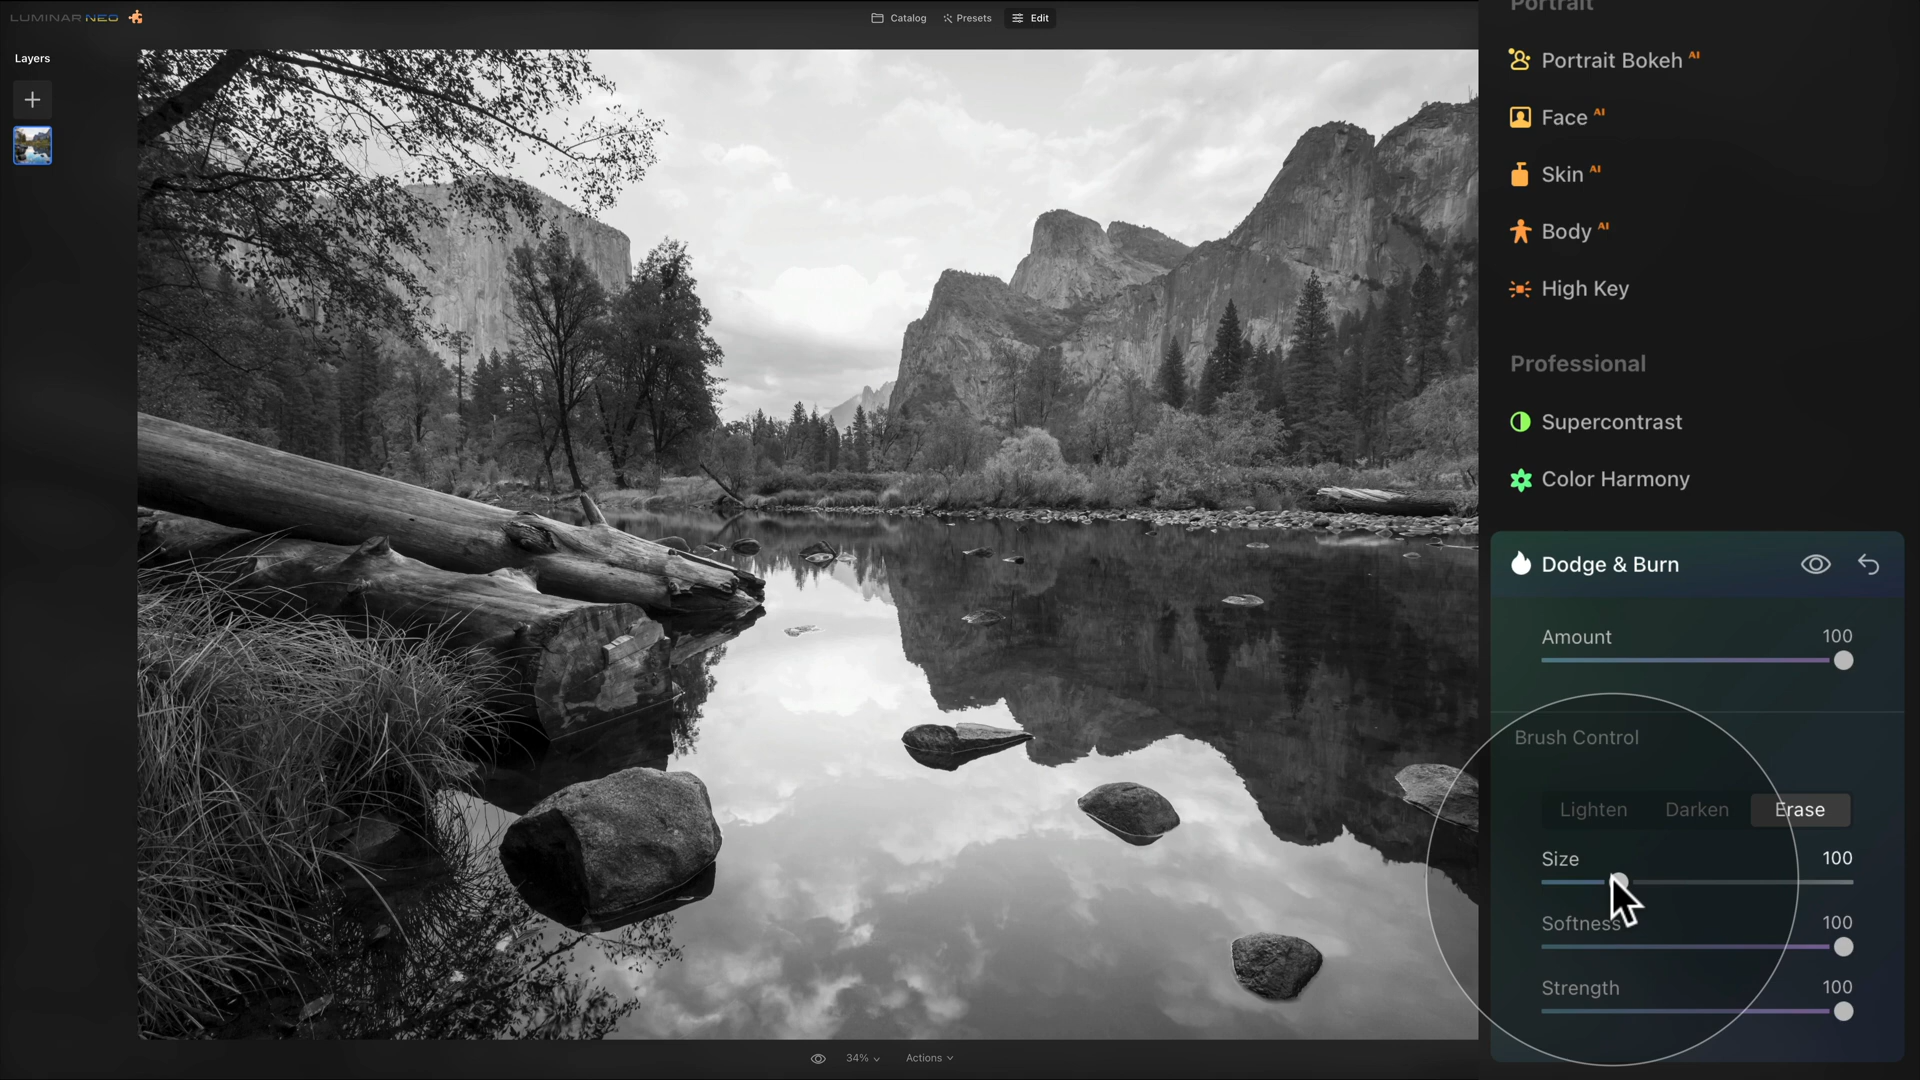 LUMINAR NEO
Catalog
Presets
Edit
Layers
Portrait
Portrait Bokeh AI
Face AI
Skin AI
Body AI
High Key
Professional
Supercontrast
Color Harmony
Dodge & Burn
Amount 100
Brush Control
Lighten Darken Erase
Size 100
Softness 100
Strength 100
34% Actions